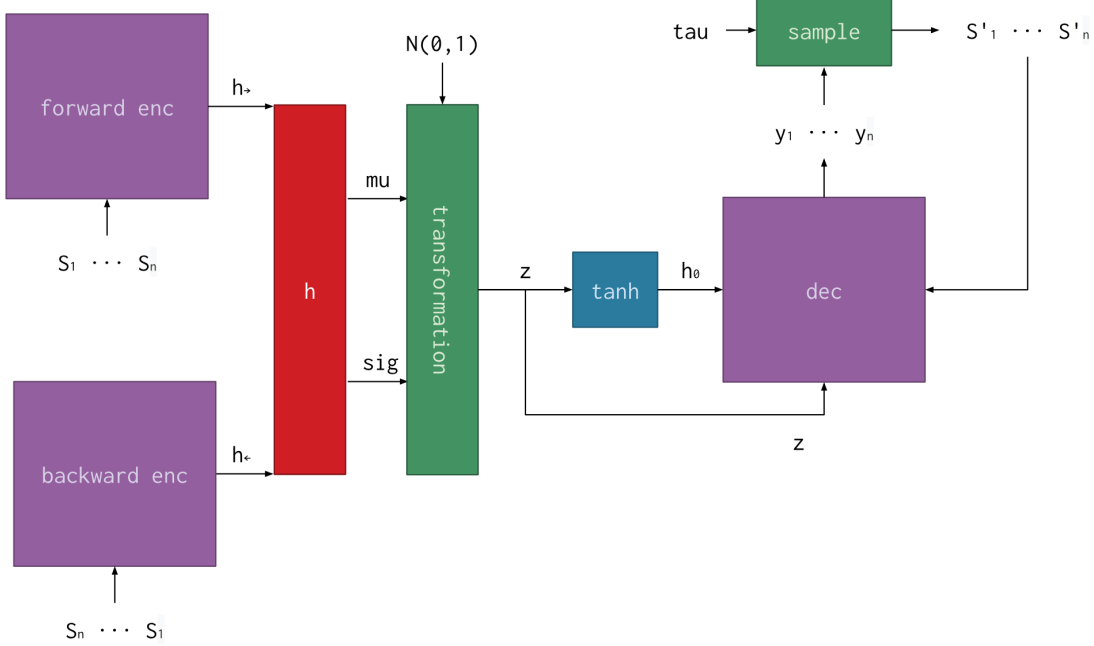 tau
sample
S'₁ ··· S'ₙ
N(0,1)
h→
forward enc
y₁ ··· yₙ
mu
transformation
S₁ ··· Sₙ
z
h₀
h
tanh
dec
sig
z
h←
backward enc
Sₙ ··· S₁